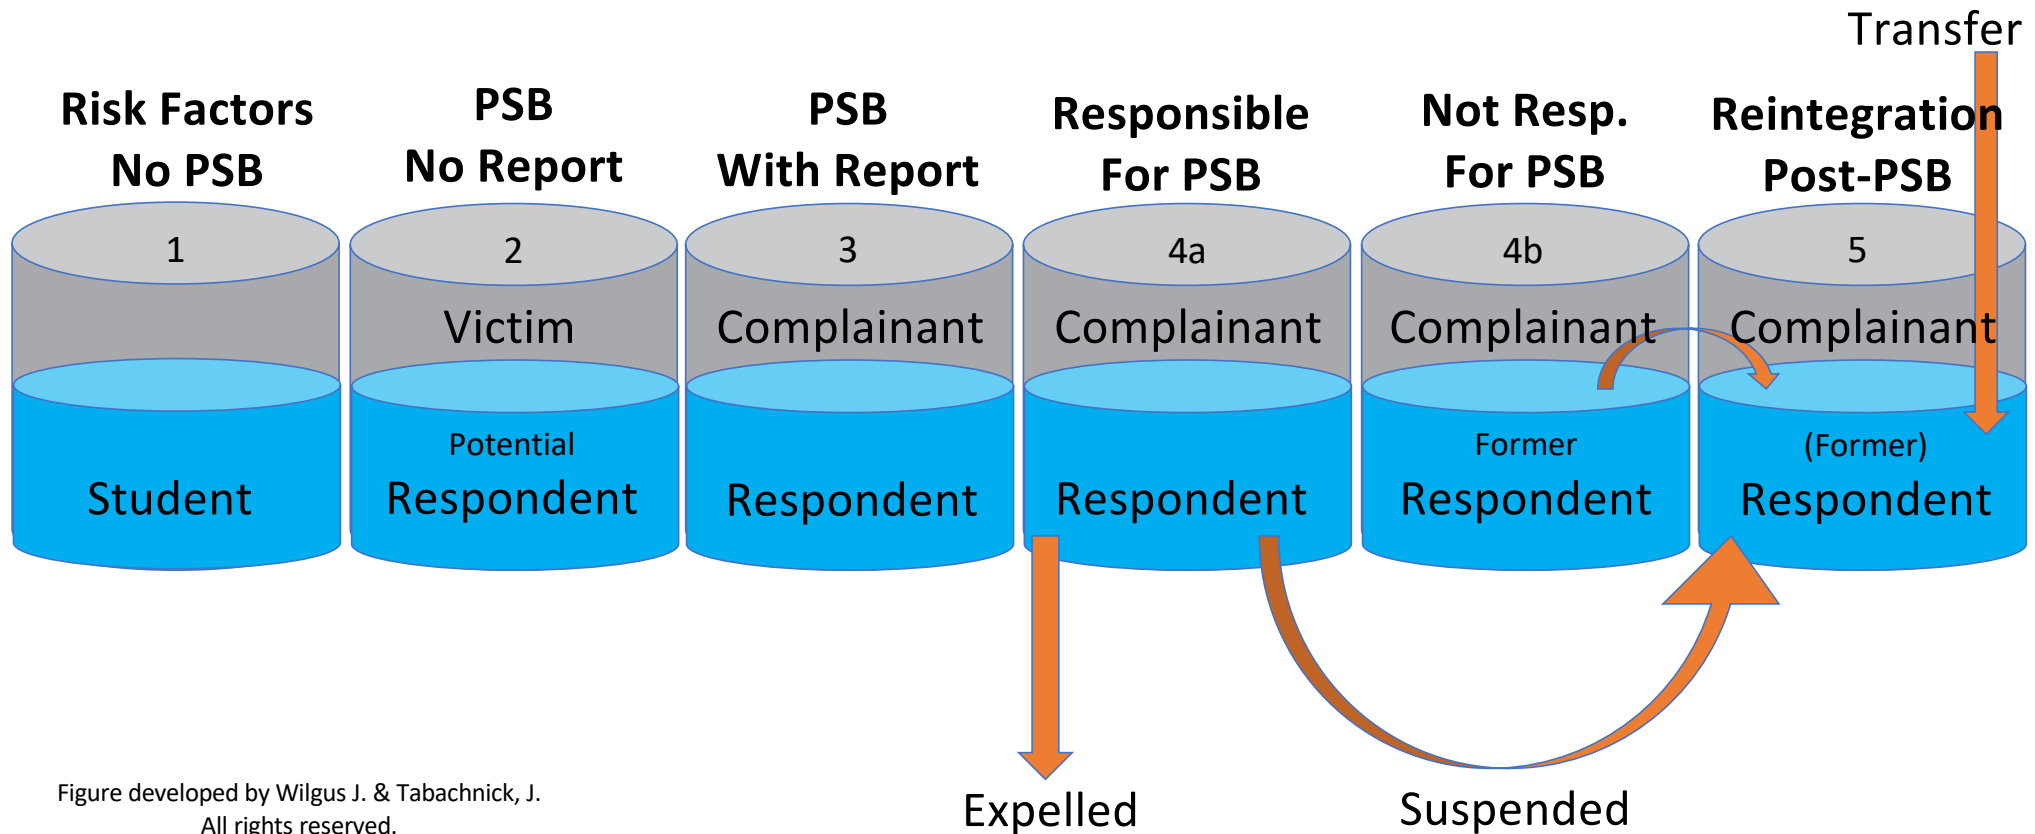 Transfer
Risk Factors
No PSB
PSB
No Report
PSB
With Report
Responsible
For PSB
Not Resp.
For PSB
Reintegration
Post-PSB
1
2
3
4a
4b
5
Victim
Complainant
Complainant
Complainant
Complainant
Student
Potential
Respondent
Respondent
Respondent
Former
Respondent
(Former)
Respondent
Expelled
Suspended
Figure developed by Wilgus J. & Tabachnick, J.
All rights reserved.